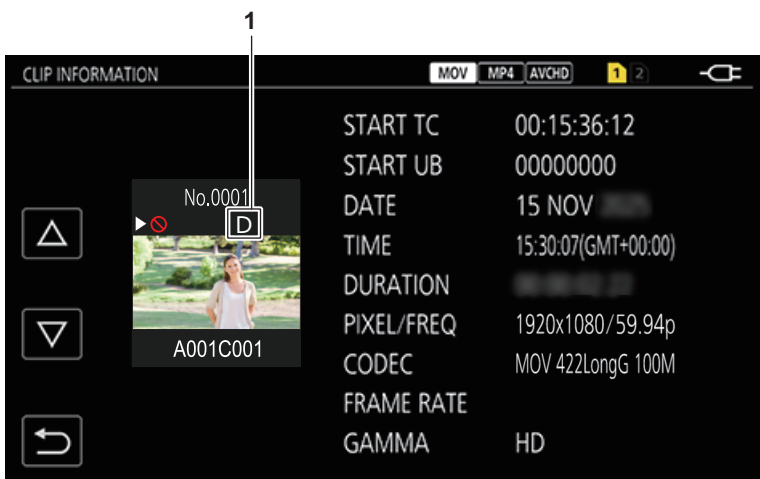 1
CLIP INFORMATION MOV MP4 AVCHD 1 2
START TC 00:15:36:12
START UB 00000000
No.0001
DATE 15 NOV
D
TIME 15:30:07(GMT+00:00)
DURATION
PIXEL/FREQ 1920x1080/59.94p
A001C001
CODEC MOV 422LongG 100M
FRAME RATE
GAMMA HD